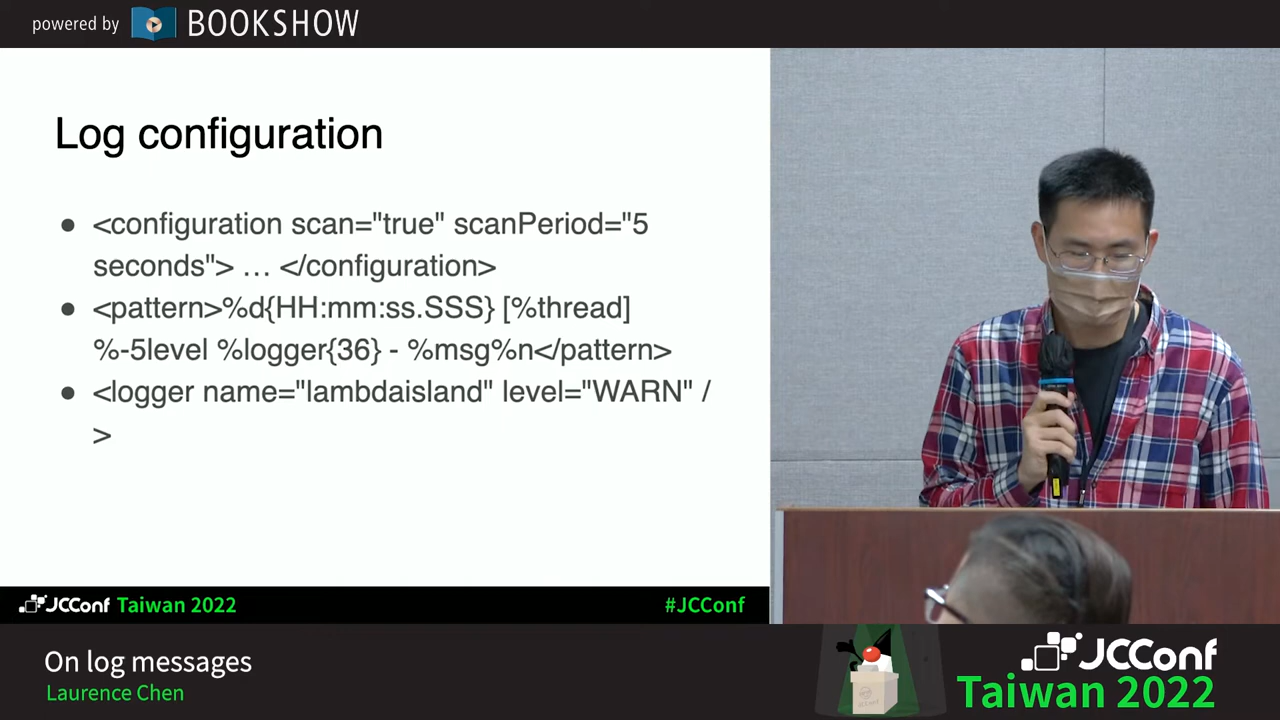 powered by BOOKSHOW
Log configuration
● <configuration scan="true" scanPeriod="5
seconds"> … </configuration>
● <pattern>%d{HH:mm:ss.SSS} [%thread]
%-5level %logger{36} - %msg%n</pattern>
● <logger name="lambdaisland" level="WARN" /
>
JCConf Taiwan 2022
#JCConf
On log messages
Laurence Chen
JCConf
Taiwan 2022